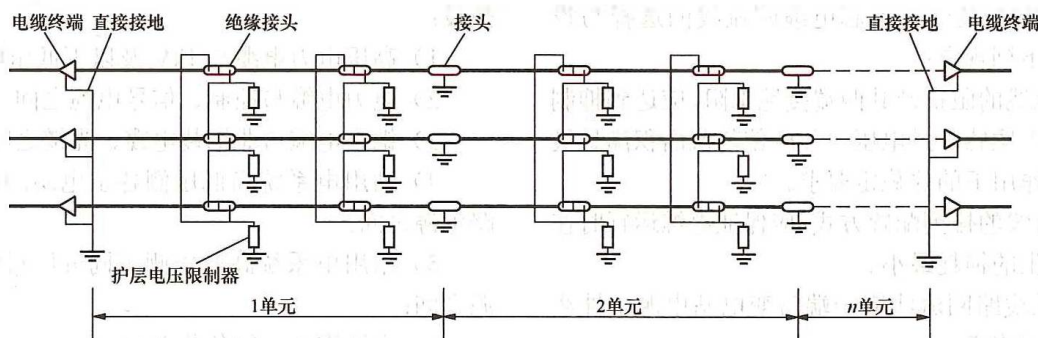 电缆终端
直接接地
绝缘接头
接头
直接接地
电缆终端
护层电压限制器
1单元
2单元
n单元